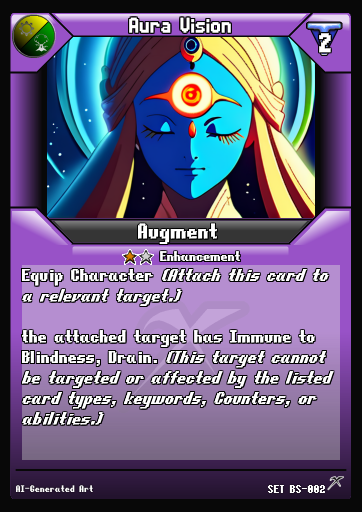 Aura Vision
2
Augment
Enhancement
Equip Character (Attach this card to
a relevant target.)
the attached target has Immune to
Blindness, Drain. (This target cannot
be targeted or affected by the listed
card types, keywords, Counters, or
abilities.)
AI-Generated Art
SET BS-002